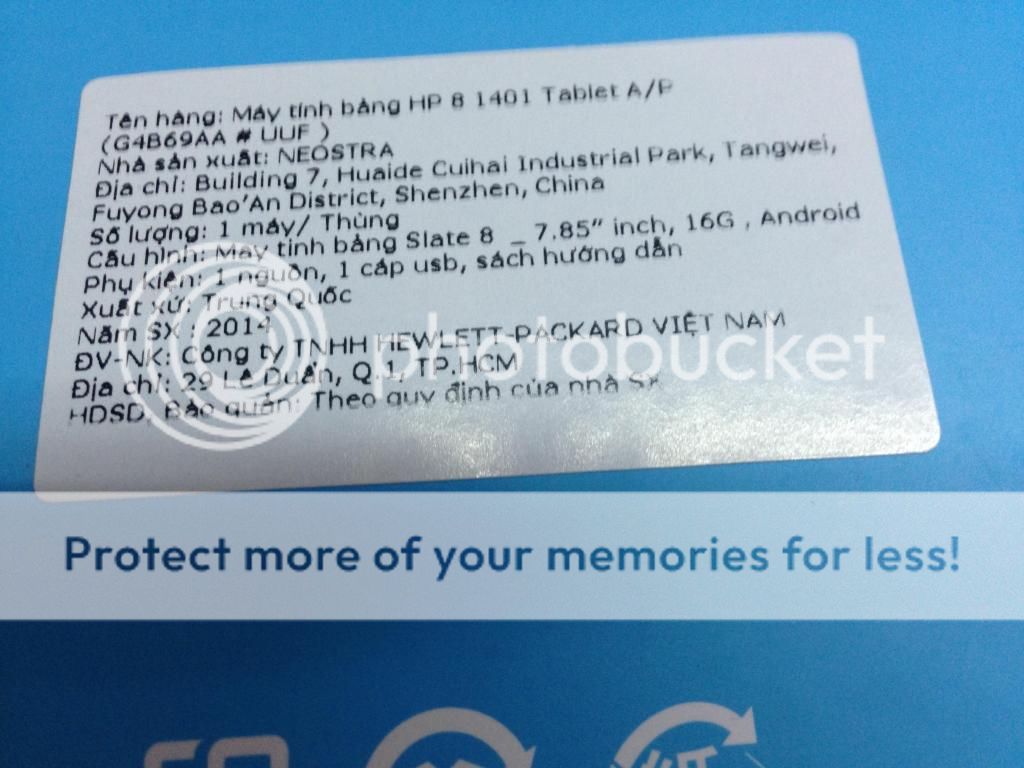 Tên hàng: Máy tính bảng HP 8 1401 Tablet A/P
(G4B69AA # UUF )
Nhà sản xuất: NEOSTRA
Địa chỉ: Building 7, Huaide Cuihai Industrial Park, Tangwei,
Fuyong Bao'An District, Shenzhen, China
Số lượng: 1 máy/ Thùng
Cấu hình: Máy tính bảng Slate 8 _ 7.85" inch, 16G , Android
Phụ kiện: 1 nguồn, 1 cáp usb, sách hướng dẫn
Xuất xứ: Trung Quốc
Năm SX : 2014
ĐV-NK: Công ty TNHH HEWLETT-PACKARD VIỆT NAM
Địa chỉ: 29 Lê Duẩn, Q.1, TP.HCM
HDSD, Bảo quản: Theo quy định của nhà SX
photobucket
Protect more of your memories for less!